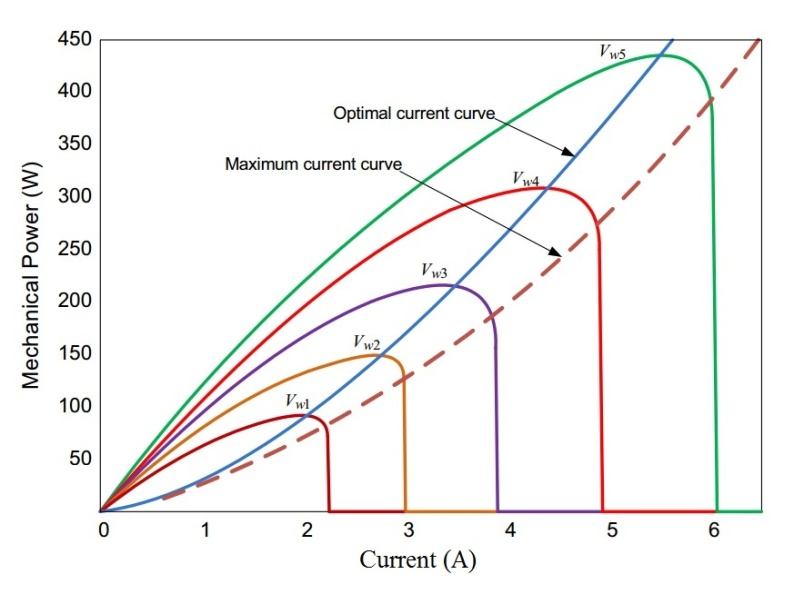 450
400
350
300
250
200
150
100
50
Mechanical Power (W)
Vw5
Optimal current curve
Maximum current curve
Vw4
Vw3
Vw2
Vw1
0 1 2 3 4 5 6
Current (A)